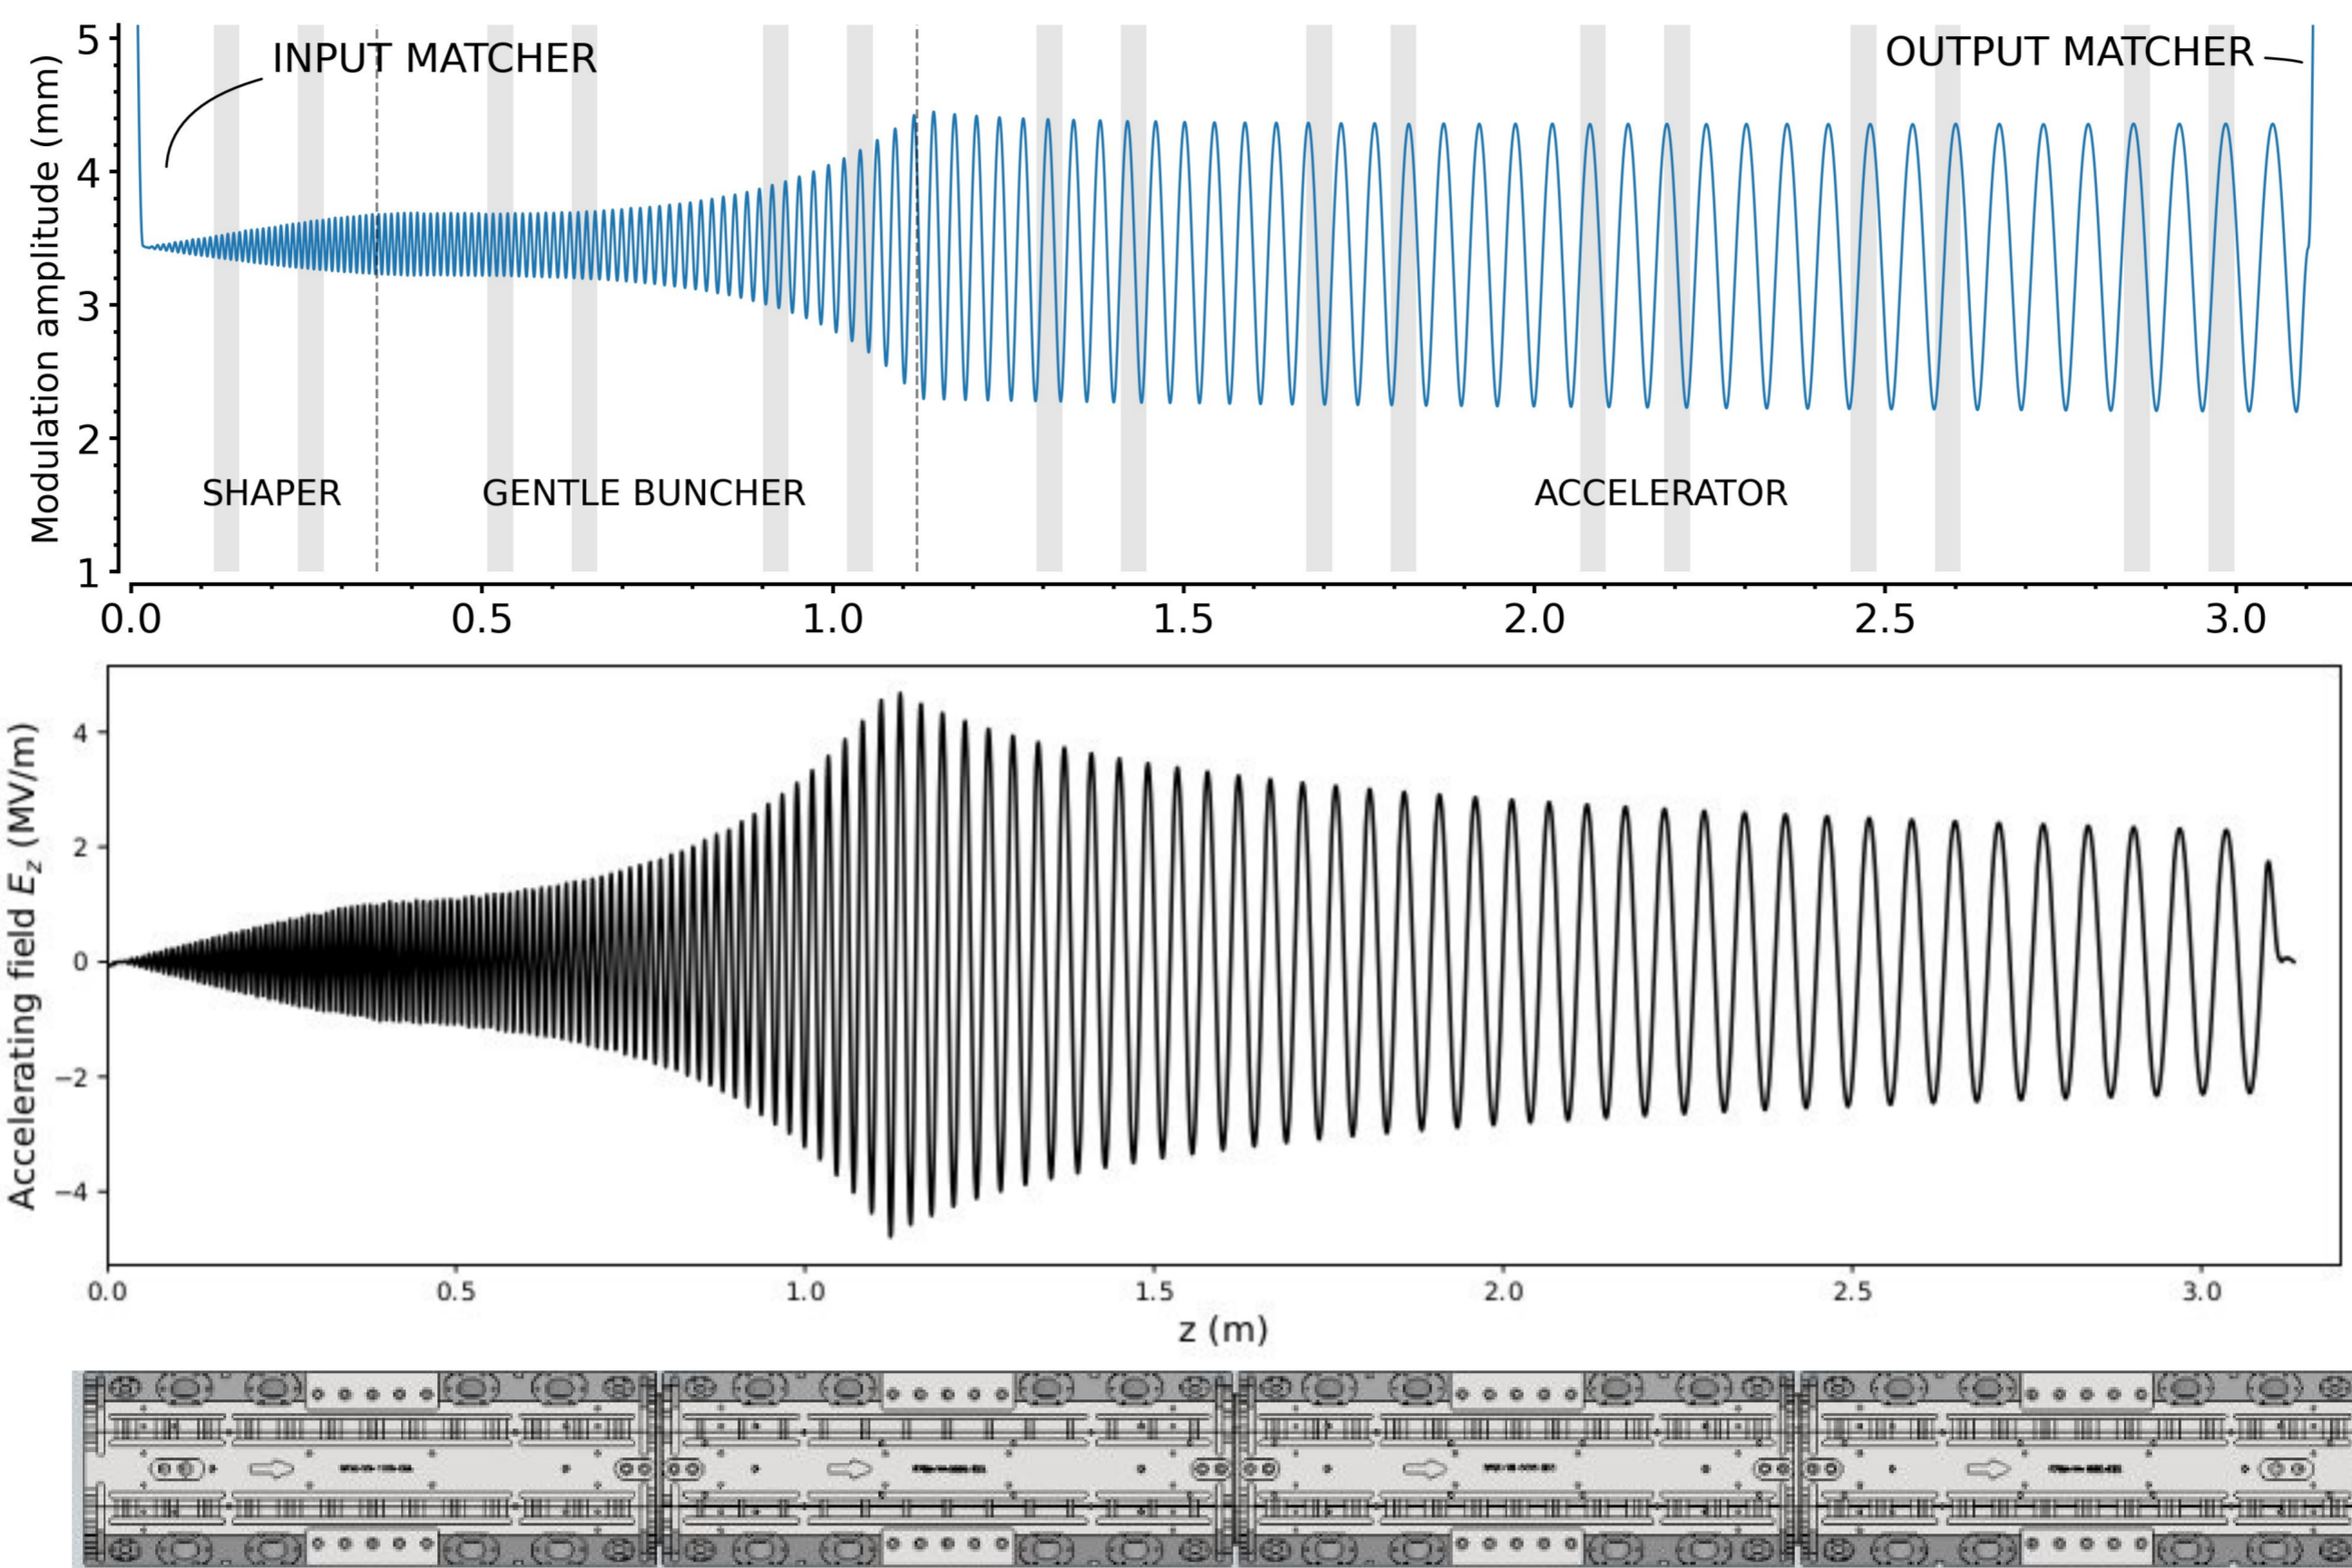 Modulation amplitude (mm)
5
4
3
2
1
INPUT MATCHER
OUTPUT MATCHER
SHAPER
GENTLE BUNCHER
ACCELERATOR
0.0 0.5 1.0 1.5 2.0 2.5 3.0
Accelerating field Ez (MV/m)
4
2
0
−2
−4
0.0 0.5 1.0 1.5 2.0 2.5 3.0
z (m)